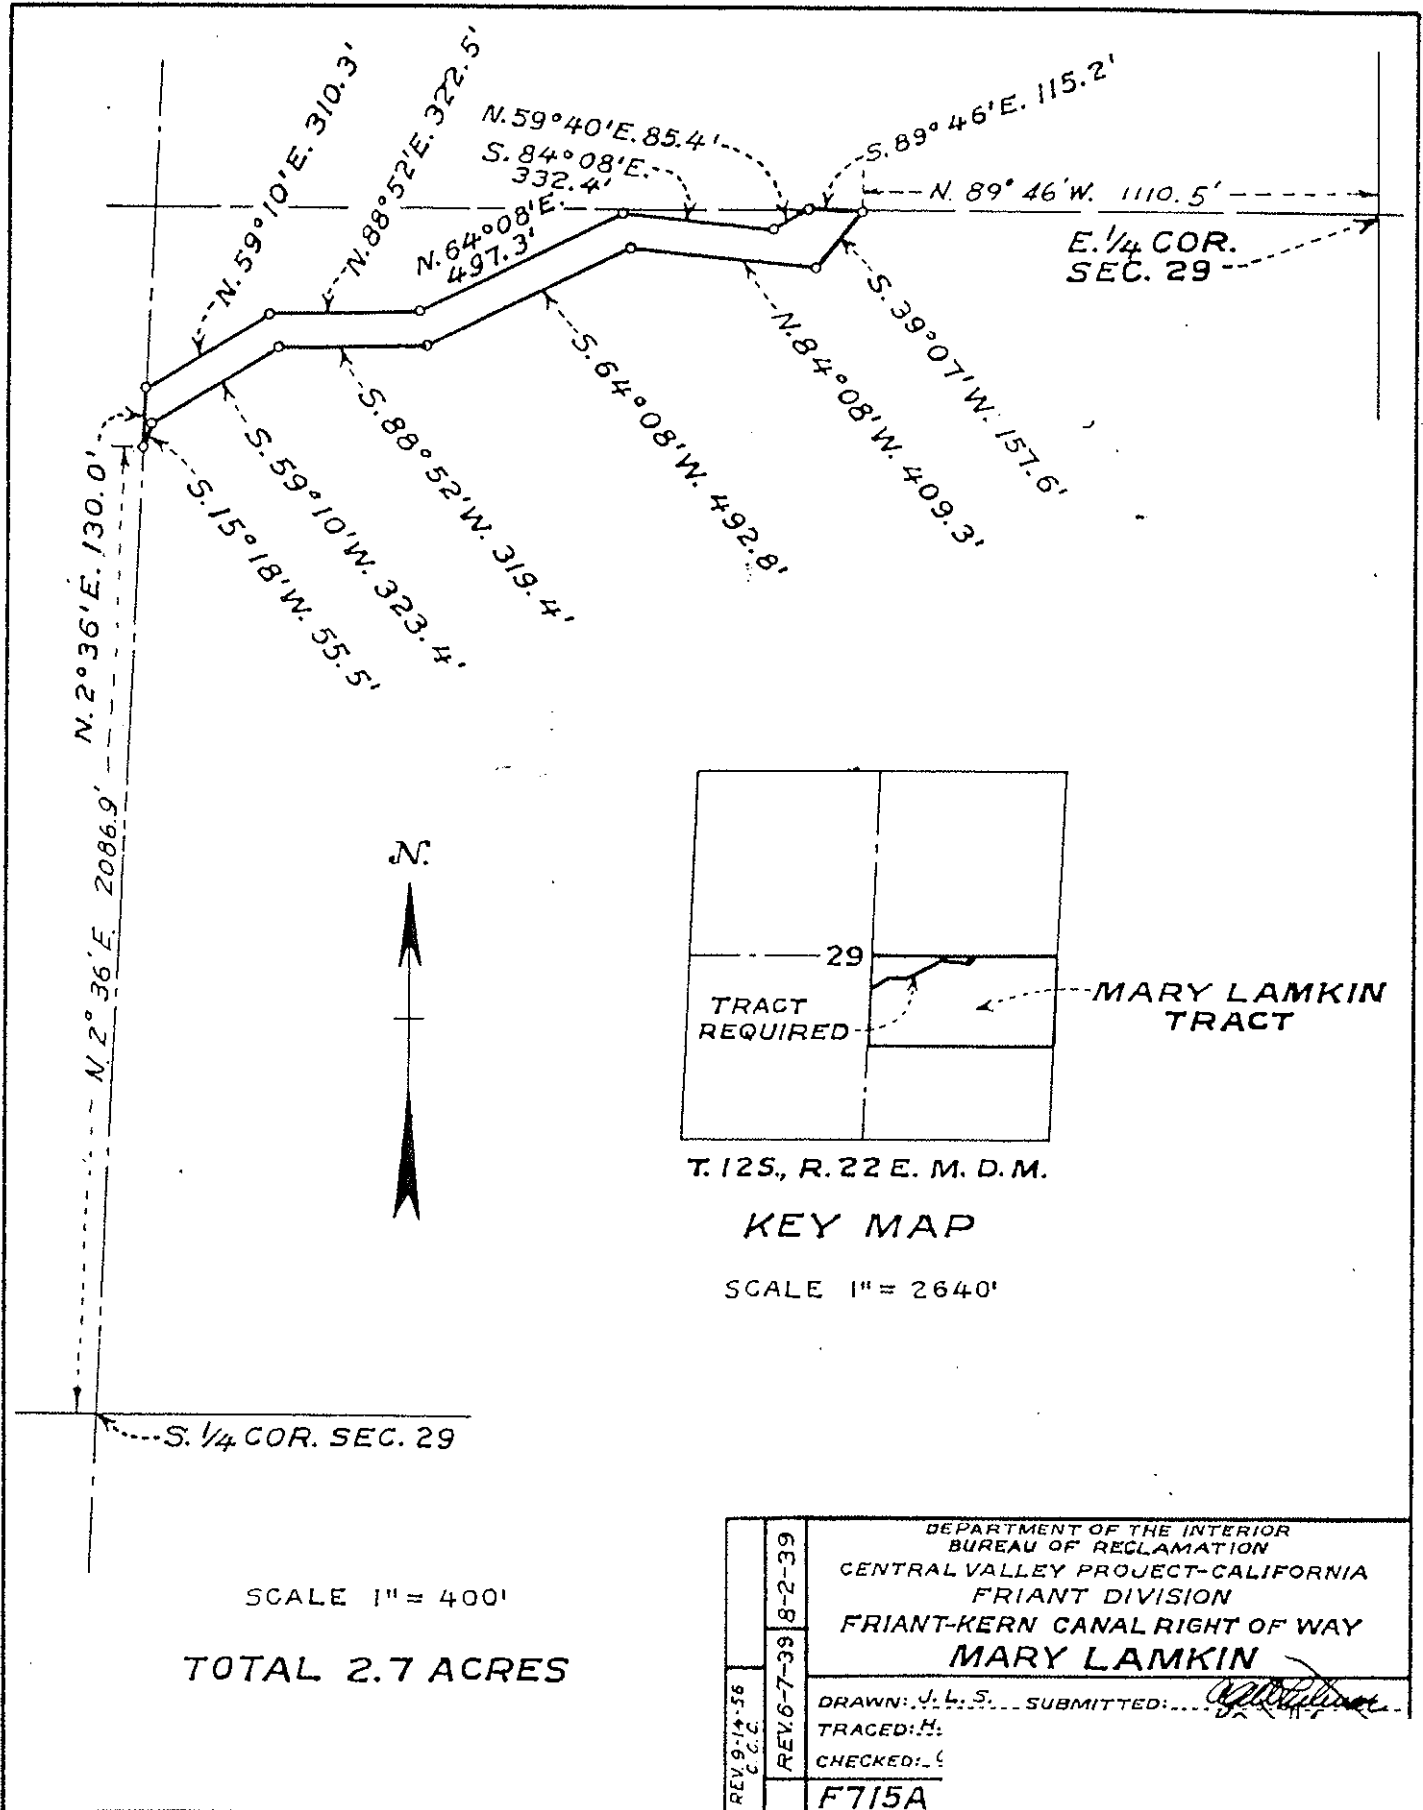 N. 59° 10' E. 310.3'
N. 88° 52' E. 322.5'
N. 59° 40' E. 85.4'
S. 84° 08' E.
332.4'
N. 64° 08' E.
497.3'
S. 89° 46' E. 115.2'
N. 89° 46' W. 1110.5'
E. 1/4 COR.
SEC. 29
S. 39° 07' W. 157.6'
N. 84° 08' W. 409.3'
S. 64° 08' W. 492.8'
S. 88° 52' W. 319.4'
S. 59° 10' W. 323.4'
S. 15° 18' W. 55.5'
N. 2° 36' E. 130.0'
N. 2° 36' E. 2086.9'
N.
29
TRACT
REQUIRED
MARY LAMKIN
TRACT
T. 12S., R. 22 E. M. D. M.
KEY MAP
SCALE 1" = 2640'
S. 1/4 COR. SEC. 29
SCALE 1" = 400'
TOTAL 2.7 ACRES
REV. 9-14-56
C.C.C.
REV. 6-7-39 8-2-39
DEPARTMENT OF THE INTERIOR
BUREAU OF RECLAMATION
CENTRAL VALLEY PROJECT-CALIFORNIA
FRIANT DIVISION
FRIANT-KERN CANAL RIGHT OF WAY
MARY LAMKIN
DRAWN: J. L. S. SUBMITTED:
TRACED: H.
CHECKED:
F715A